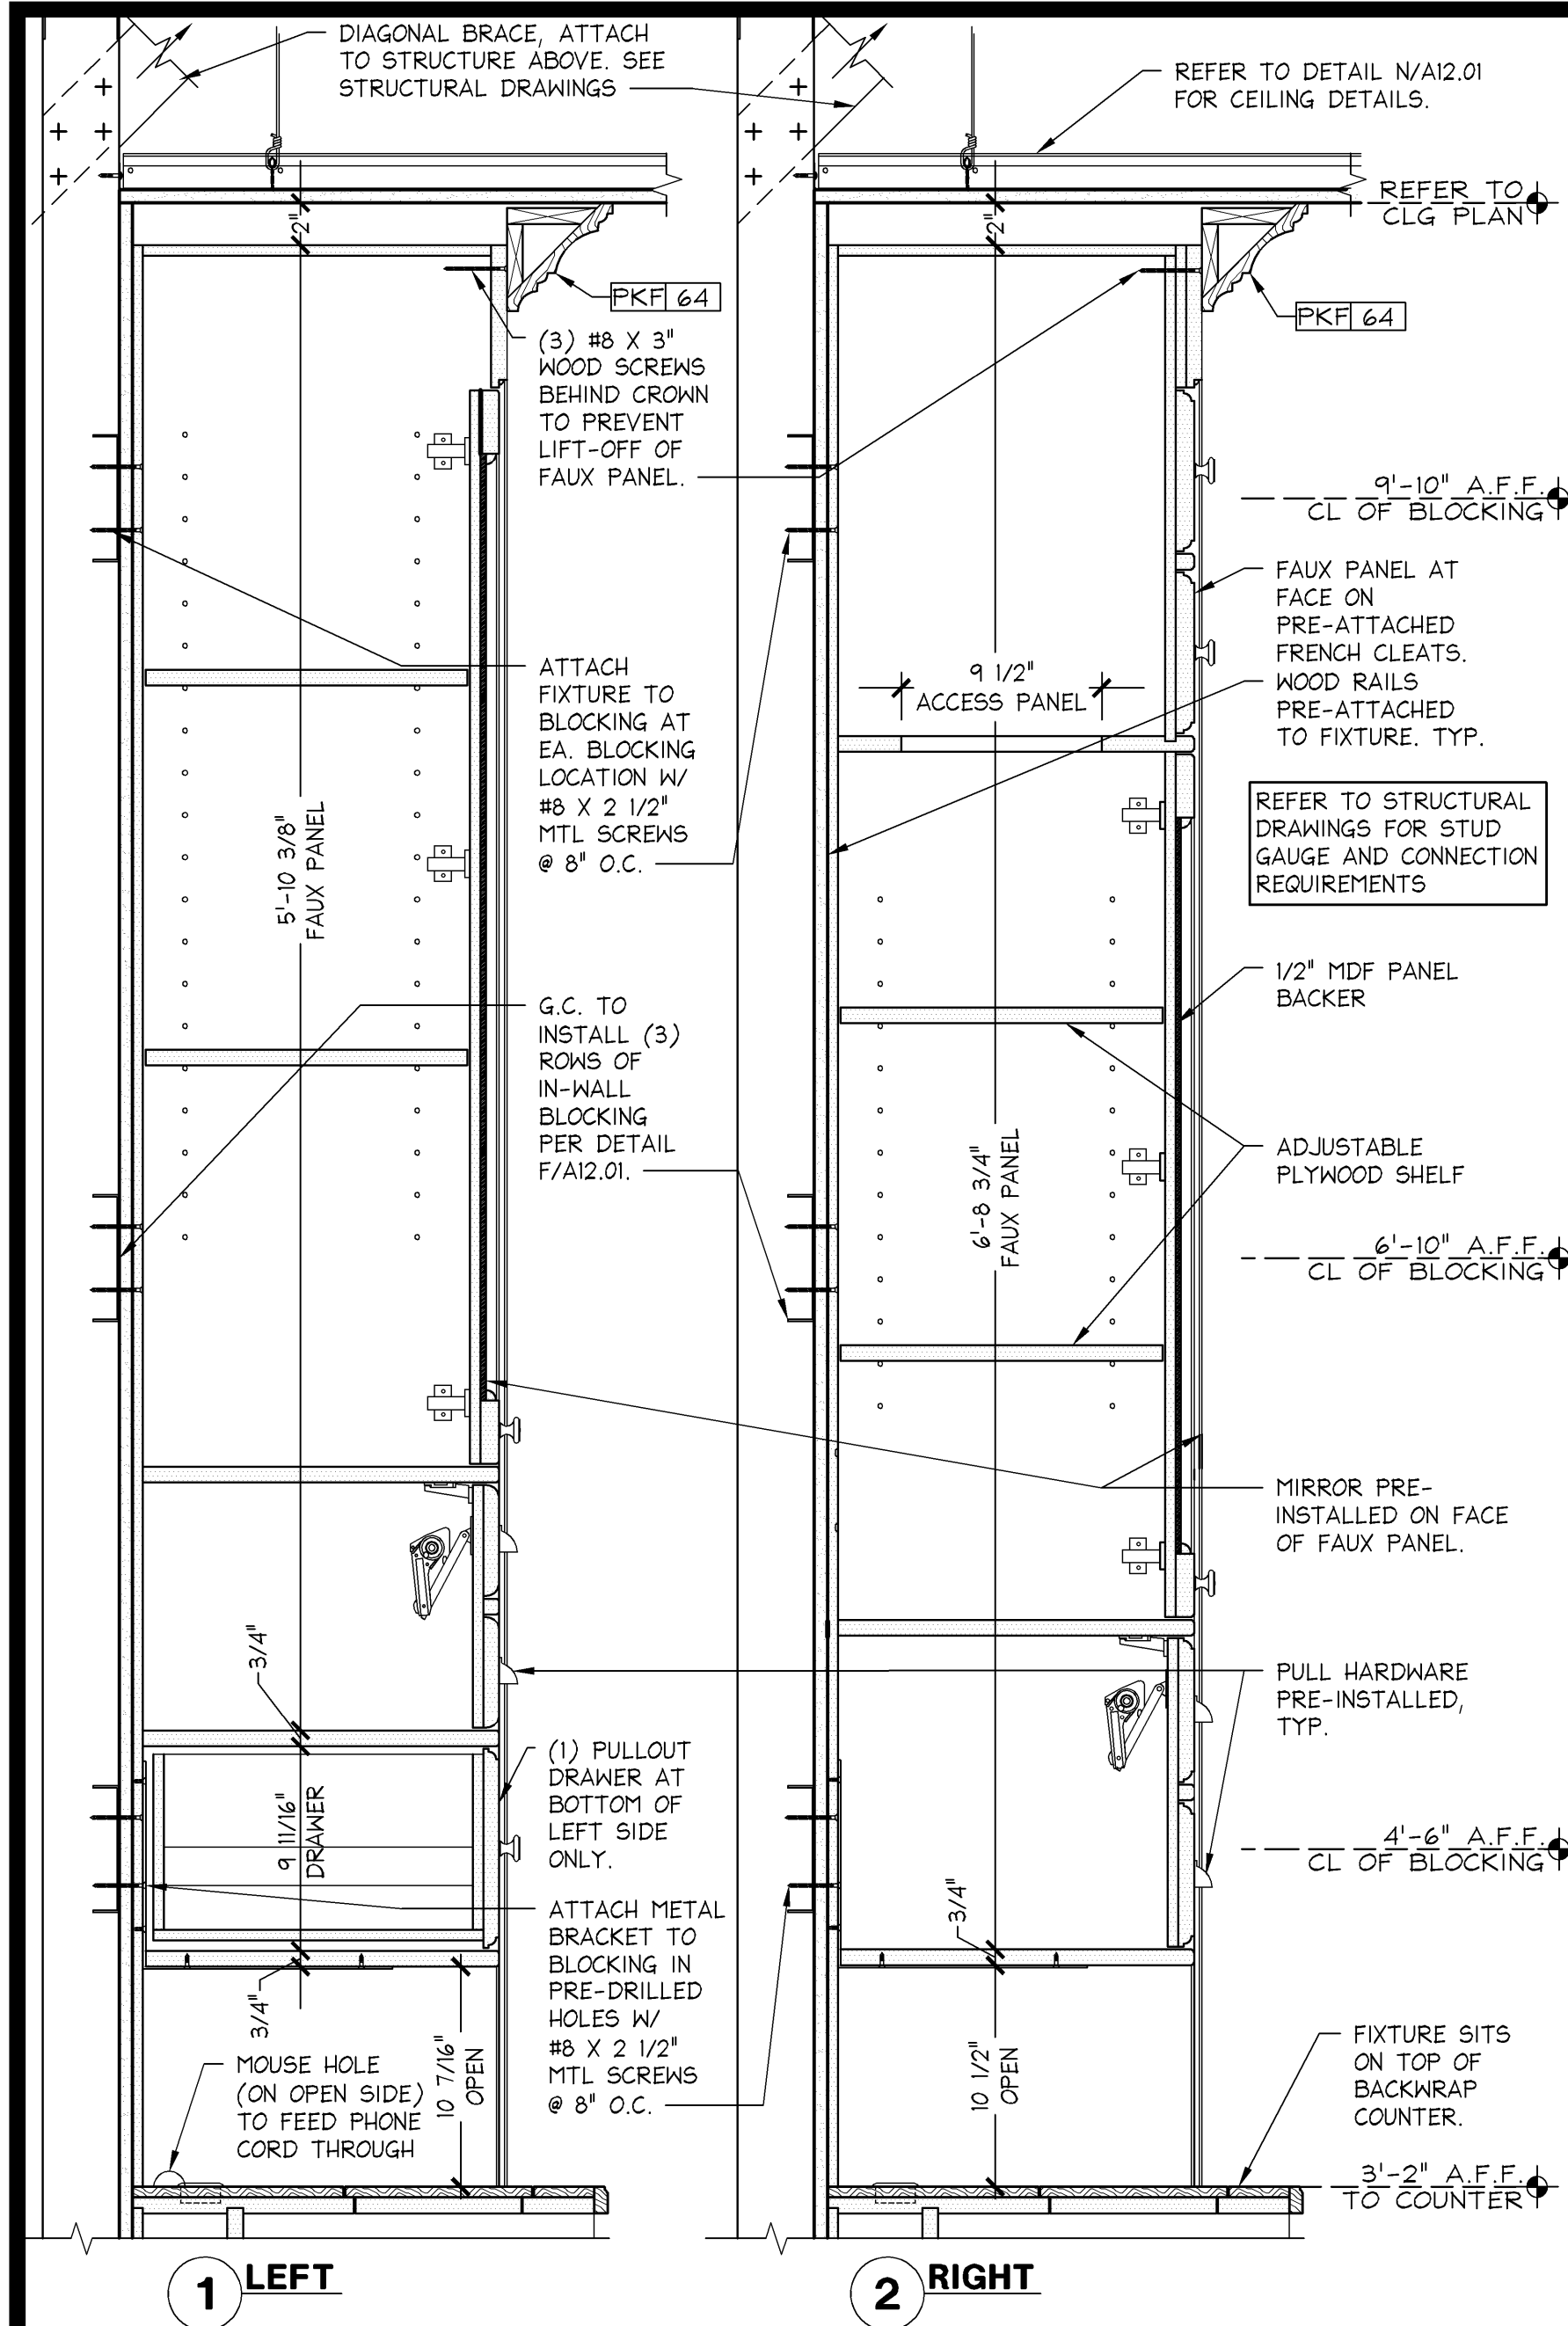 DIAGONAL BRACE, ATTACH
TO STRUCTURE ABOVE. SEE
STRUCTURAL DRAWINGS
REFER TO DETAIL N/A12.01
FOR CEILING DETAILS.
REFER TO
CLG PLAN
2"
2"
PKF 64
PKF 64
(3) #8 X 3"
WOOD SCREWS
BEHIND CROWN
TO PREVENT
LIFT-OFF OF
FAUX PANEL.
9'-10" A.F.F.
CL OF BLOCKING
FAUX PANEL AT
FACE ON
PRE-ATTACHED
FRENCH CLEATS.
WOOD RAILS
PRE-ATTACHED
TO FIXTURE. TYP.
9 1/2"
ACCESS PANEL
ATTACH
FIXTURE TO
BLOCKING AT
EA. BLOCKING
LOCATION W/
#8 X 2 1/2"
MTL SCREWS
@ 8" O.C.
REFER TO STRUCTURAL
DRAWINGS FOR STUD
GAUGE AND CONNECTION
REQUIREMENTS
5'-10 3/8"
FAUX PANEL
1/2" MDF PANEL
BACKER
G.C. TO
INSTALL (3)
ROWS OF
IN-WALL
BLOCKING
PER DETAIL
F/A12.01.
6'-8 3/4"
FAUX PANEL
ADJUSTABLE
PLYWOOD SHELF
6'-10" A.F.F.
CL OF BLOCKING
MIRROR PRE-
INSTALLED ON FACE
OF FAUX PANEL.
3/4"
PULL HARDWARE
PRE-INSTALLED,
TYP.
(1) PULLOUT
DRAWER AT
BOTTOM OF
LEFT SIDE
ONLY.
9 11/16"
DRAWER
4'-6" A.F.F.
CL OF BLOCKING
ATTACH METAL
BRACKET TO
BLOCKING IN
PRE-DRILLED
HOLES W/
#8 X 2 1/2"
MTL SCREWS
@ 8" O.C.
3/4"
3/4"
MOUSE HOLE
(ON OPEN SIDE)
TO FEED PHONE
CORD THROUGH
10 7/16"
OPEN
10 1/2"
OPEN
FIXTURE SITS
ON TOP OF
BACKWRAP
COUNTER.
3'-2" A.F.F.
TO COUNTER
1 LEFT
2 RIGHT